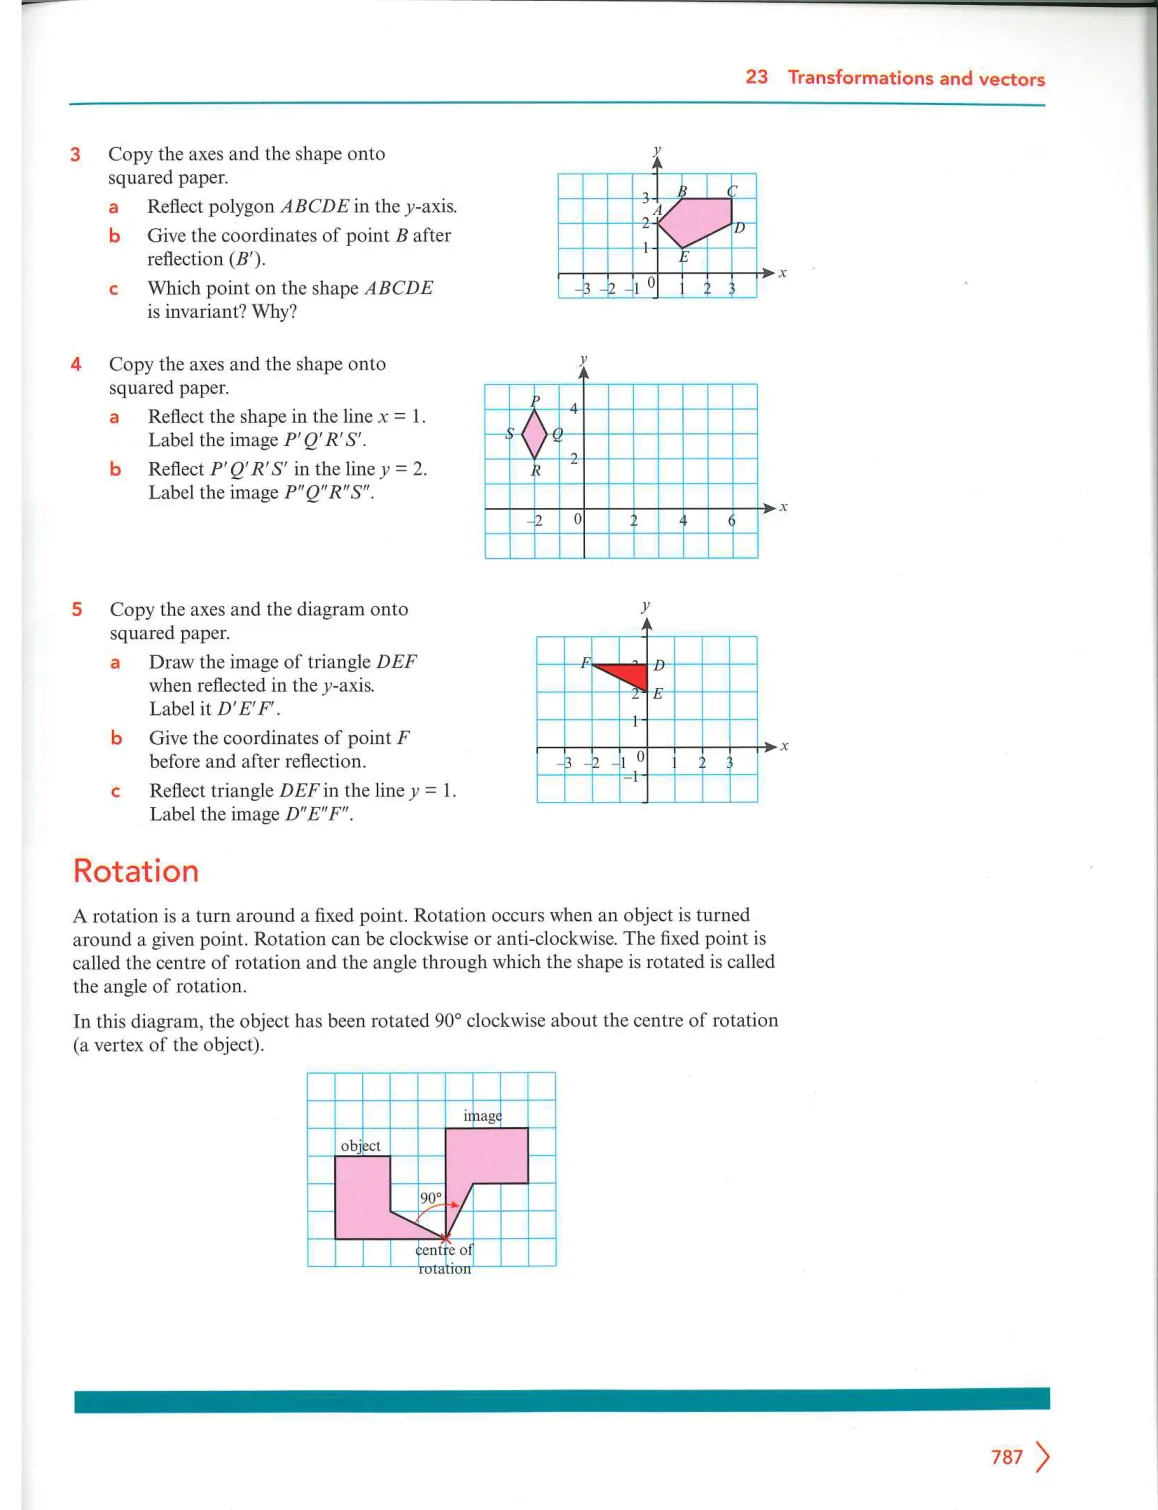 23 Transformations and vectors
3 Copy the axes and the shape onto
squared paper.
a Reflect polygon ABCDE in the y-axis.
b Give the coordinates of point B after
reflection (B′).
c Which point on the shape ABCDE
is invariant? Why?
y
3 B C
A
2 D
1
E
x
−3 −2 −1 0 1 2 3
4 Copy the axes and the shape onto
squared paper.
a Reflect the shape in the line x = 1.
Label the image P′Q′R′S′.
b Reflect P′Q′R′S′ in the line y = 2.
Label the image P″Q″R″S″.
y
P 4
S Q
2
R
x
−2 0 2 4 6
5 Copy the axes and the diagram onto
squared paper.
a Draw the image of triangle DEF
when reflected in the y-axis.
Label it D′E′F′.
b Give the coordinates of point F
before and after reflection.
c Reflect triangle DEF in the line y = 1.
Label the image D″E″F″.
y
F D
2 E
1
x
−3 −2 −1 0 1 2 3
−1
Rotation
A rotation is a turn around a fixed point. Rotation occurs when an object is turned
around a given point. Rotation can be clockwise or anti-clockwise. The fixed point is
called the centre of rotation and the angle through which the shape is rotated is called
the angle of rotation.
In this diagram, the object has been rotated 90° clockwise about the centre of rotation
(a vertex of the object).
image
object
90°
centre of
rotation
787